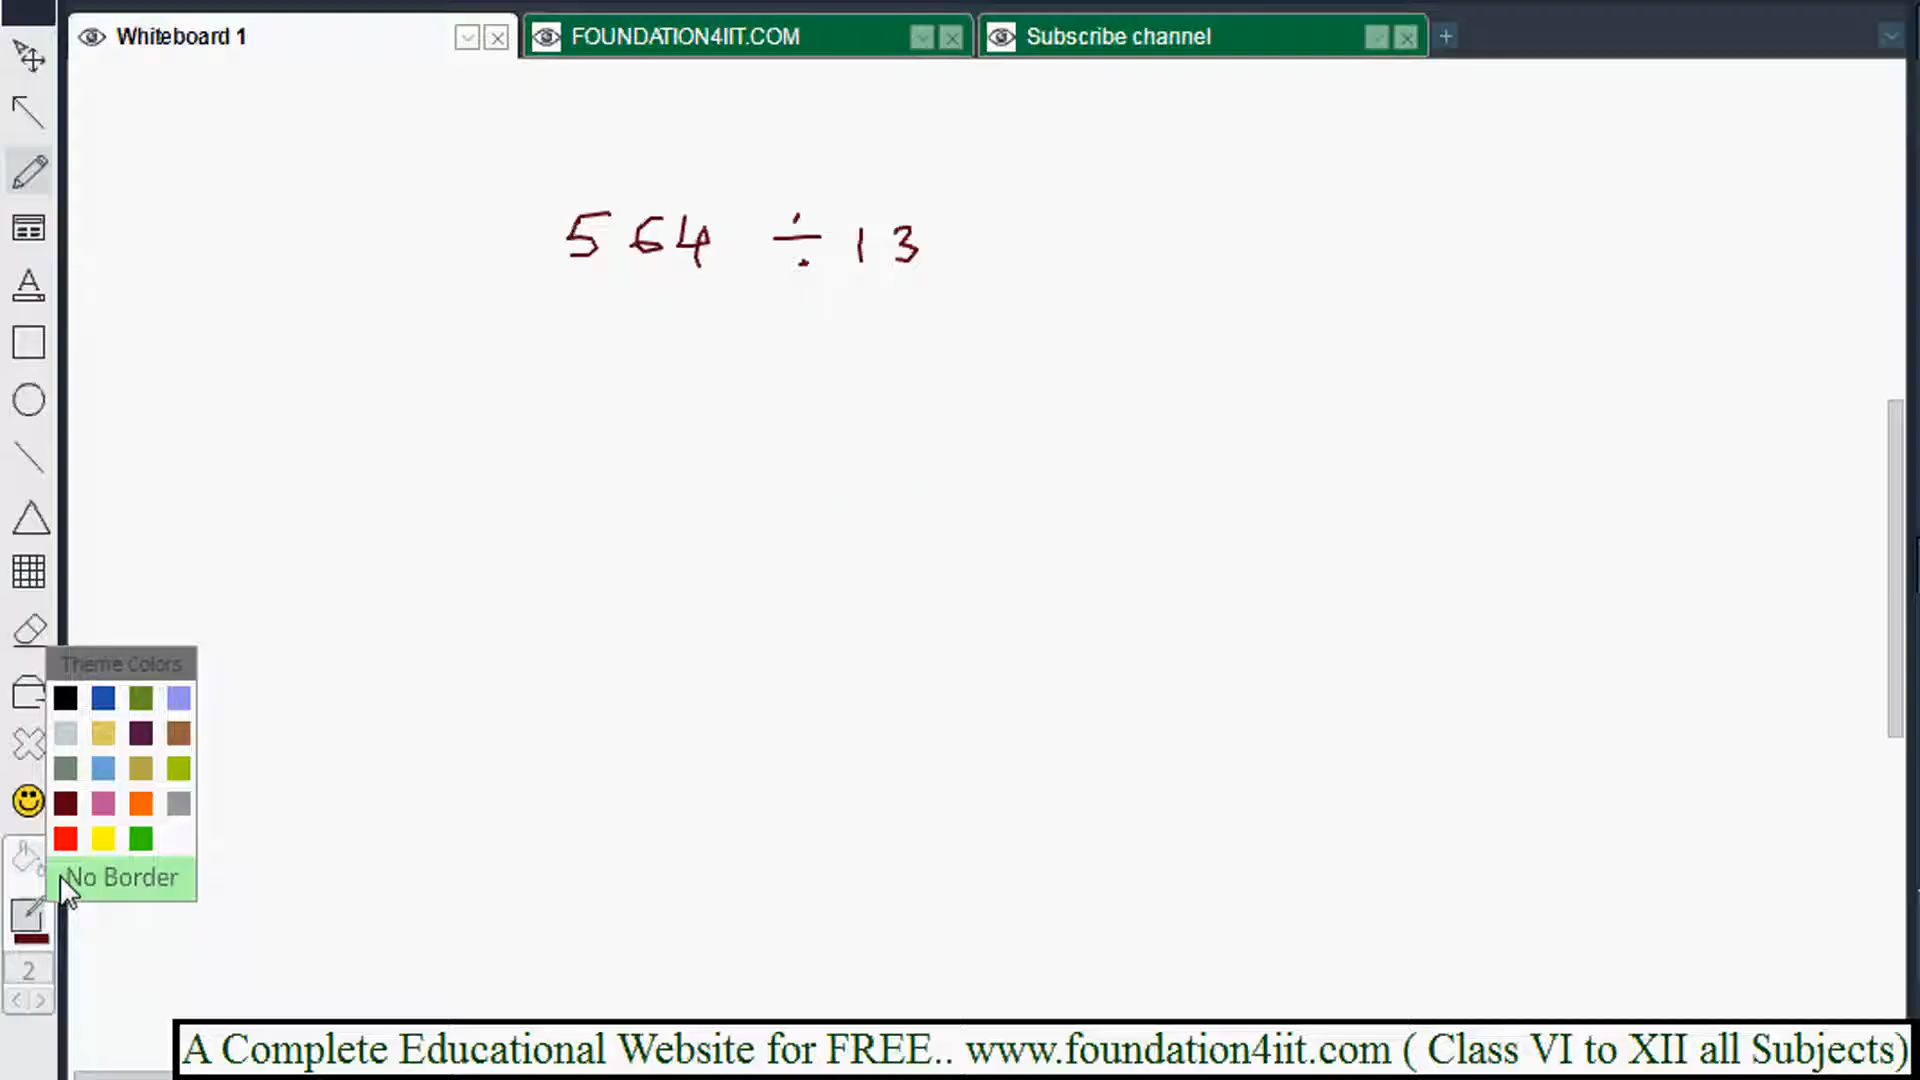 Whiteboard 1
FOUNDATION4IIT.COM
Subscribe channel
564 ÷ 13
Theme Colors
No Border
2
A Complete Educational Website for FREE.. www.foundation4iit.com ( Class VI to XII all Subjects)